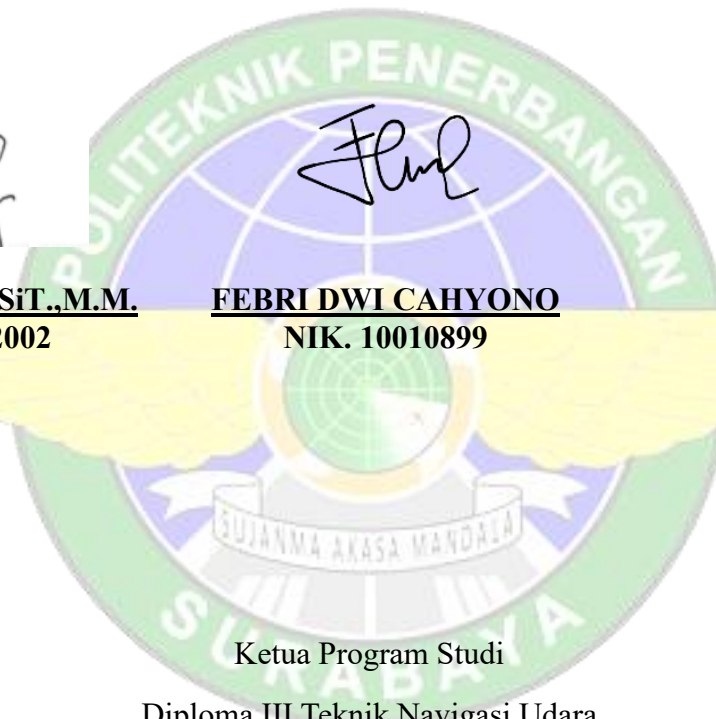 POLITEKNIK PENERBANGAN
SiT.,M.M.
FEBRI DWI CAHYONO
2002
NIK. 10010899
SUJANMA AKASA MANDALA
SURABAYA
Ketua Program Studi
Diploma III Teknik Navigasi Udara